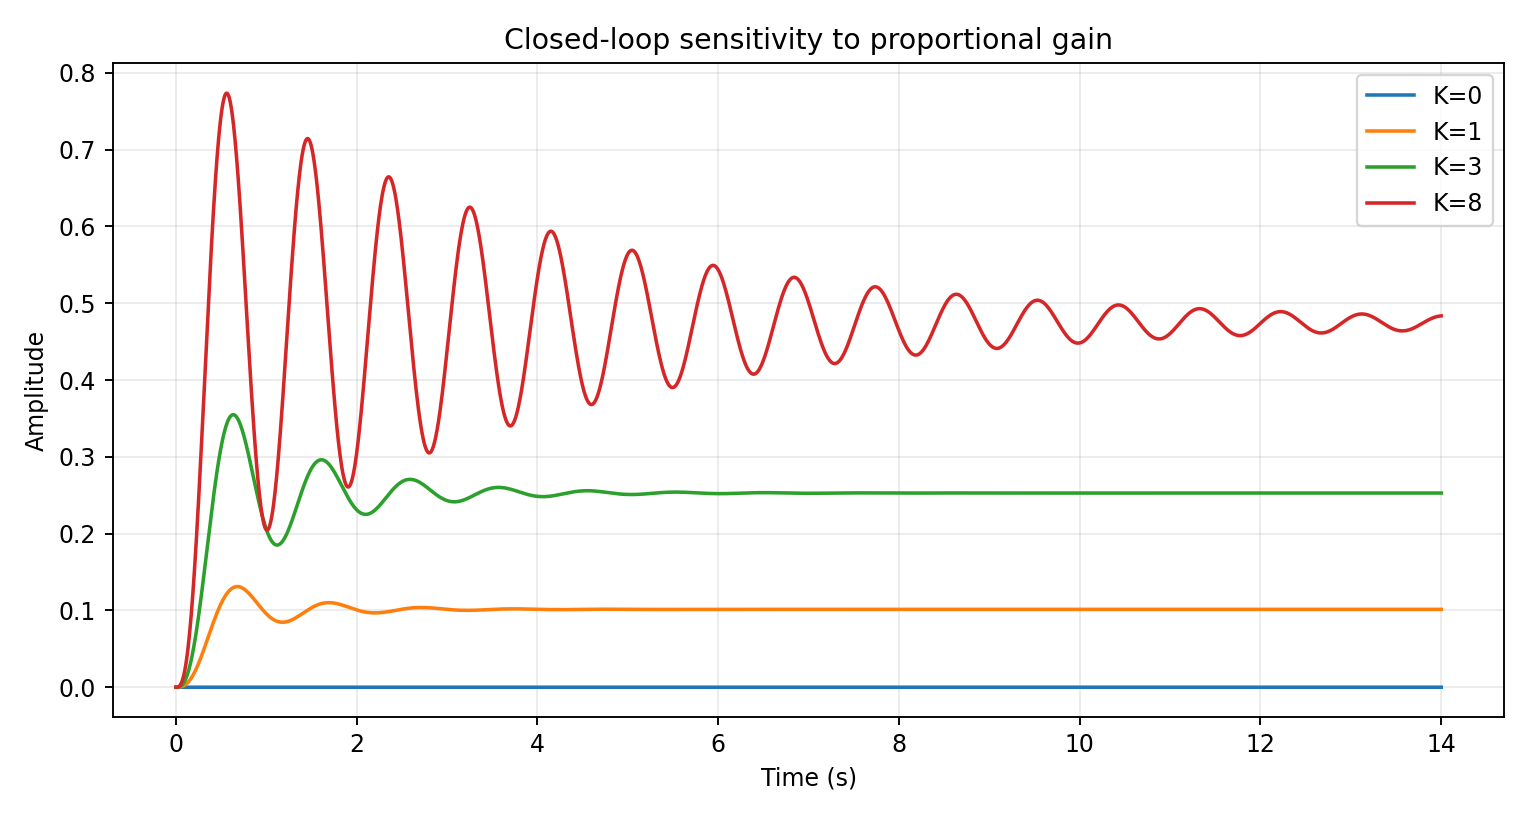 Closed-loop sensitivity to proportional gain
0.8
0.7
0.6
0.5
0.4
0.3
0.2
0.1
0.0
Amplitude
K=0
K=1
K=3
K=8
0 2 4 6 8 10 12 14
Time (s)